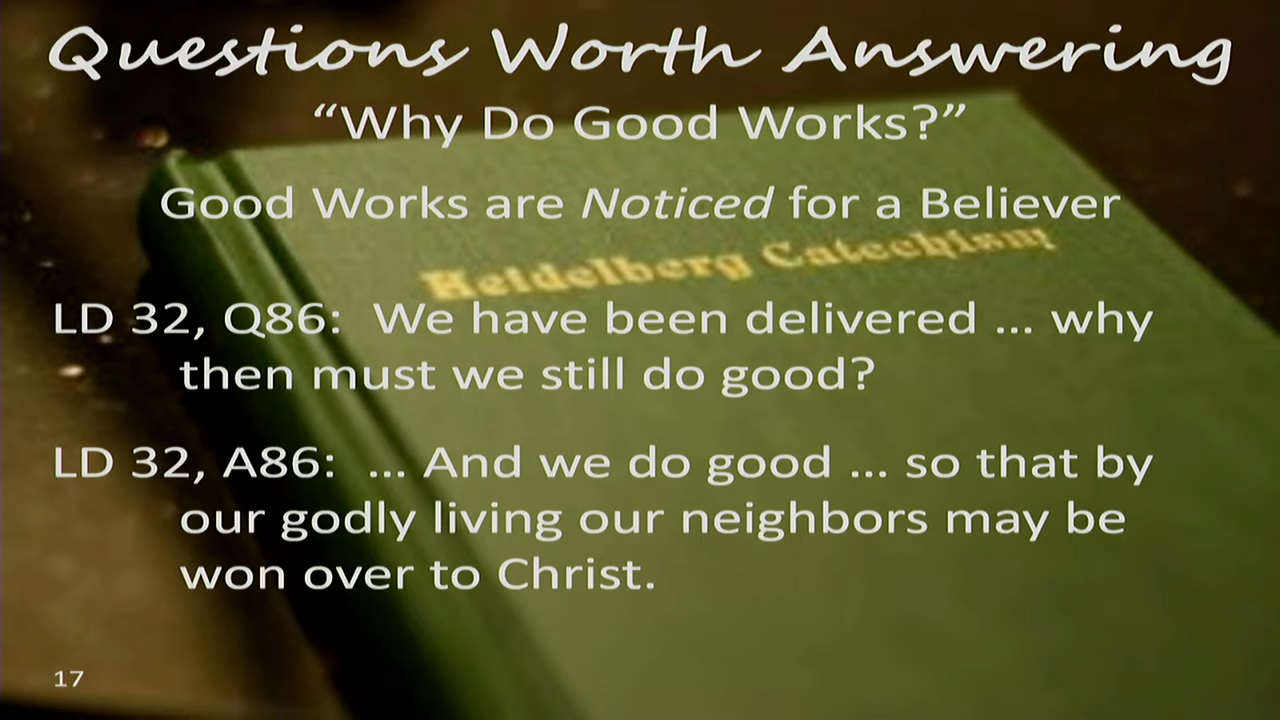 Questions Worth Answering
“Why Do Good Works?”
Good Works are Noticed for a Believer
Heidelberg Catechism
LD 32, Q86: We have been delivered ... why
then must we still do good?
LD 32, A86: ... And we do good ... so that by
our godly living our neighbors may be
won over to Christ.
17